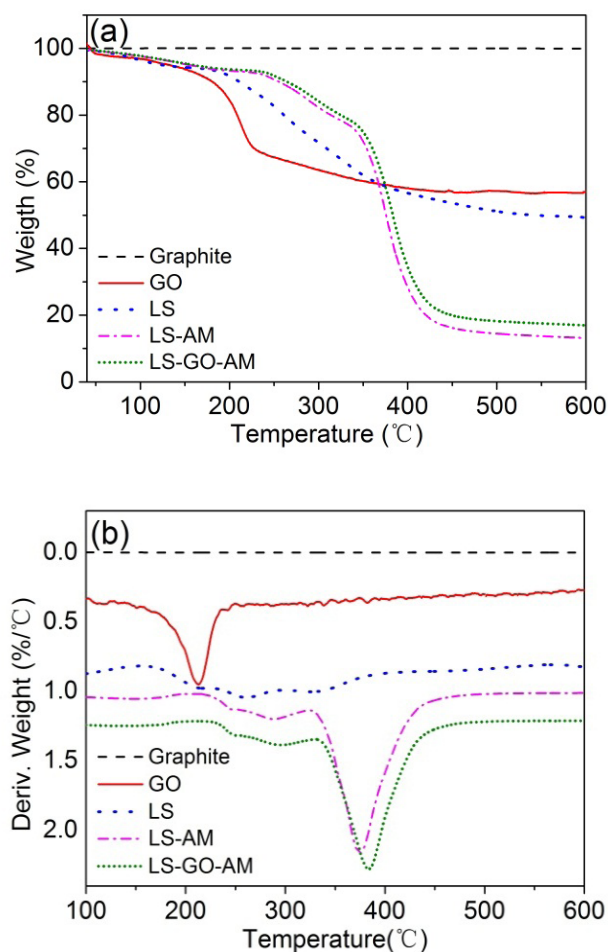 (a)
100
80
60
40
20
0
Weigth (%)
Graphite
GO
LS
LS-AM
LS-GO-AM
100 200 300 400 500 600
Temperature (℃)
(b)
0.0
0.5
1.0
1.5
2.0
Deriv. Weight (%/℃)
Graphite
GO
LS
LS-AM
LS-GO-AM
100 200 300 400 500 600
Temperature(℃)